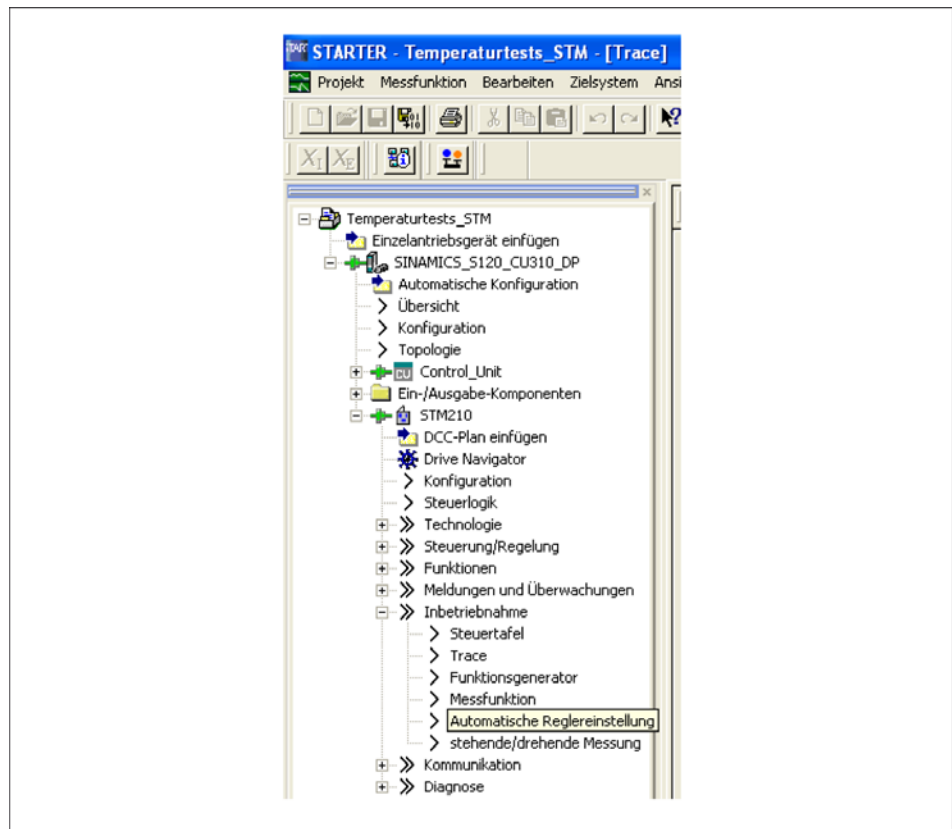 STARTER - Temperaturtests_STM - [Trace]
Projekt Messfunktion Bearbeiten Zielsystem Ansi
Temperaturtests_STM
Einzelantriebsgerät einfügen
SINAMICS_S120_CU310_DP
Automatische Konfiguration
Übersicht
Konfiguration
Topologie
Control_Unit
Ein-/Ausgabe-Komponenten
STM210
DCC-Plan einfügen
Drive Navigator
Konfiguration
Steuerlogik
Technologie
Steuerung/Regelung
Funktionen
Meldungen und Überwachungen
Inbetriebnahme
Steuertafel
Trace
Funktionsgenerator
Messfunktion
Automatische Reglereinstellung
stehende/drehende Messung
Kommunikation
Diagnose